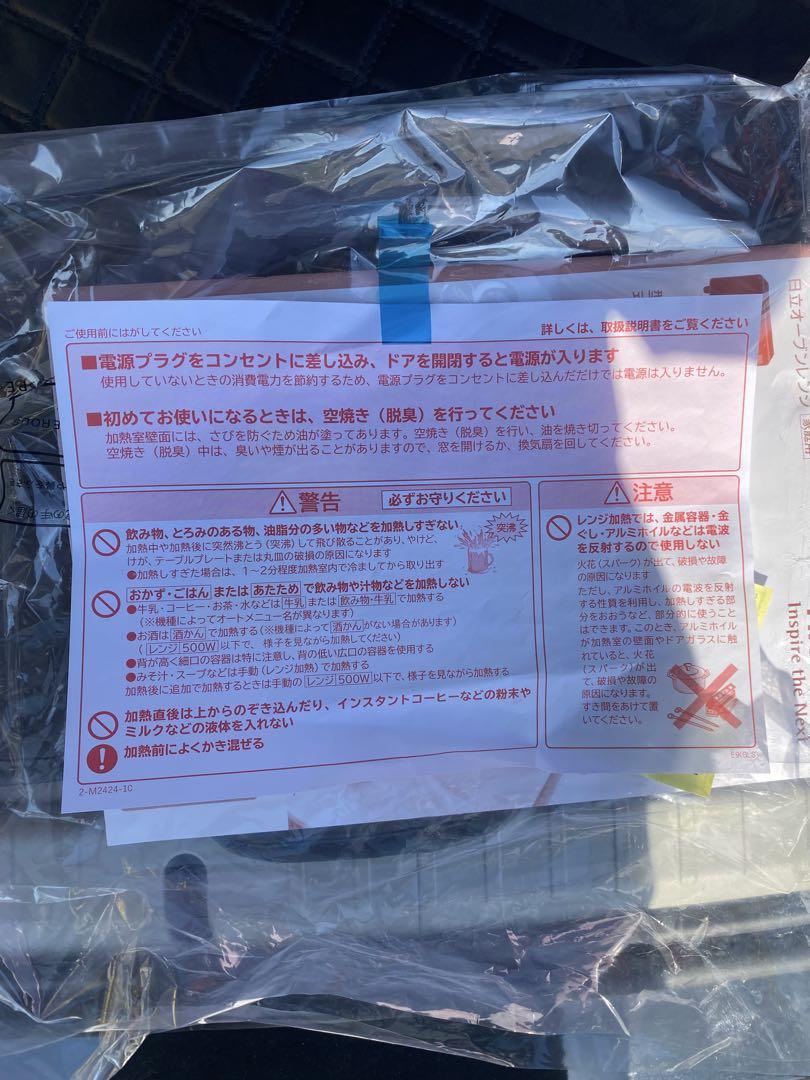 ご使用前にはがしてください
詳しくは、取扱説明書をご覧ください
■電源プラグをコンセントに差し込み、ドアを開閉すると電源が入ります
使用していないときの消費電力を節約するため、電源プラグをコンセントに差し込んだだけでは電源は入りません。
■初めてお使いになるときは、空焼き（脱臭）を行ってください
加熱室壁面には、さびを防ぐため油が塗ってあります。空焼き（脱臭）を行い、油を焼き切ってください。
空焼き（脱臭）中は、臭いや煙が出ることがありますので、窓を開けるか、換気扇を回してください。
警告 必ずお守りください
飲み物、とろみのある物、油脂分の多い物などを加熱しすぎない
加熱中や加熱後に突然沸とう（突沸）して飛び散ることがあり、やけど、
けが、テーブルプレートまたは丸皿の破損の原因になります
●加熱しすぎた場合は、1〜2分程度加熱室内で冷ましてから取り出す
突沸
おかず・ごはん または あたため で飲み物や汁物などを加熱しない
●牛乳・コーヒー・お茶・水などは 牛乳 または 飲み物・牛乳 で加熱する
（※機種によってオートメニュー名が異なります）
●お酒は 酒かん で加熱する（※機種によって 酒かん がない場合があります）
（ レンジ 500W 以下で、様子を見ながら加熱してください）
●背が高く細口の容器は特に注意し、背の低い広口の容器を使用する
●みそ汁・スープなどは手動（レンジ加熱）で加熱する
加熱後に追加で加熱するときは手動の レンジ 500W 以下で、様子を見ながら加熱する
加熱直後は上からのぞき込んだり、インスタントコーヒーなどの粉末や
ミルクなどの液体を入れない
加熱前によくかき混ぜる
2-M2424-1C
注意
レンジ加熱では、金属容器・金
ぐし・アルミホイルなどは電波
を反射するので使用しない
火花（スパーク）が出て、破損や故障
の原因になります
ただし、アルミホイルの電波を反射
する性質を利用し、加熱しすぎる部
分をおおうなど、部分的に使うこと
はできます。このとき、アルミホイル
が加熱室の壁面やドアガラスに触
れていると、火花
（スパーク）が出
て、破損や故障の
原因になります。
すき間をあけて置
いてください。
日立オーブンレンジ 家庭用
Inspire the Next